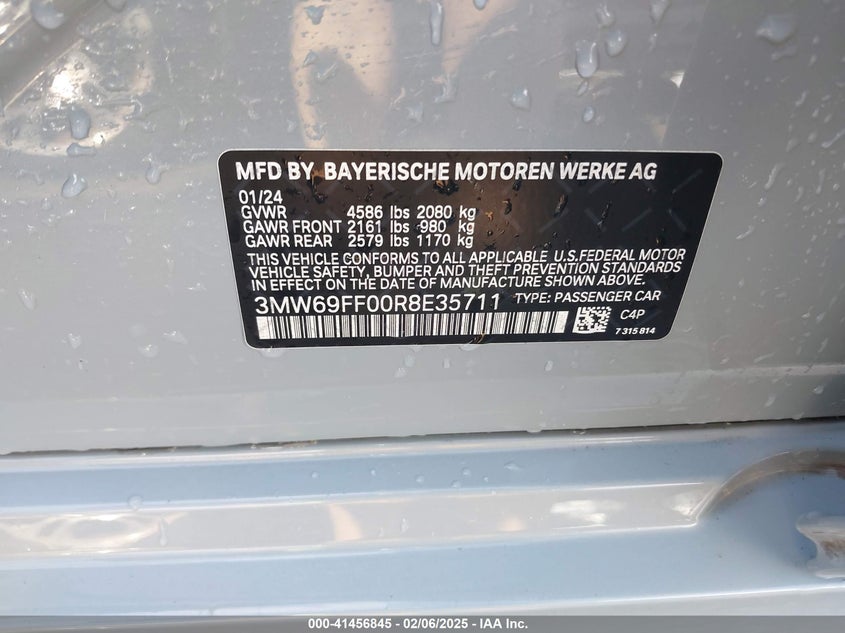 MFD BY BAYERISCHE MOTOREN WERKE AG
01/24
GVWR 4586 lbs 2080 kg
GAWR FRONT 2161 lbs 980 kg
GAWR REAR 2579 lbs 1170 kg
THIS VEHICLE CONFORMS TO ALL APPLICABLE U.S.FEDERAL MOTOR
VEHICLE SAFETY, BUMPER AND THEFT PREVENTION STANDARDS
IN EFFECT ON THE DATE OF MANUFACTURE SHOWN ABOVE.
3MW69FF00R8E35711 TYPE: PASSENGER CAR
C4P
7 315 814
000-41456845 - 02/06/2025 - IAA Inc.